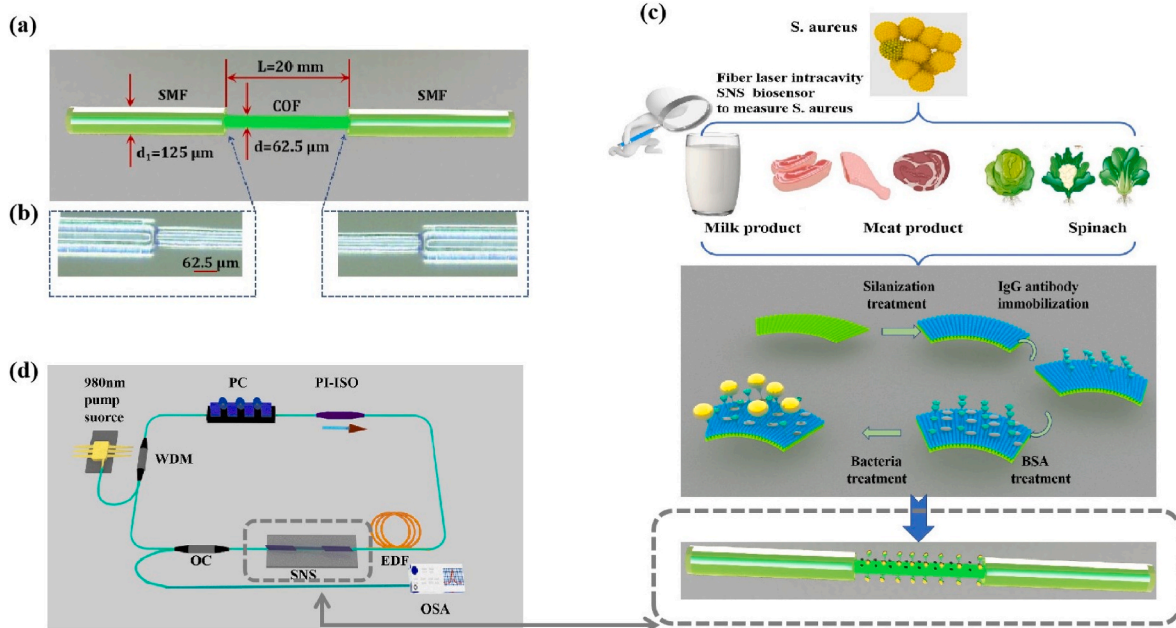 (a)
L=20 mm
SMF
COF
SMF
d₁=125 µm
d=62.5 µm
(b)
62.5 µm
(c)
S. aureus
Fiber laser intracavity
SNS biosensor
to measure S. aureus
Milk product
Meat product
Spinach
Silanization
treatment
IgG antibody
immobilization
Bacteria
treatment
BSA
treatment
(d)
980nm
pump
suorce
PC
PI-ISO
WDM
OC
SNS
EDF
OSA